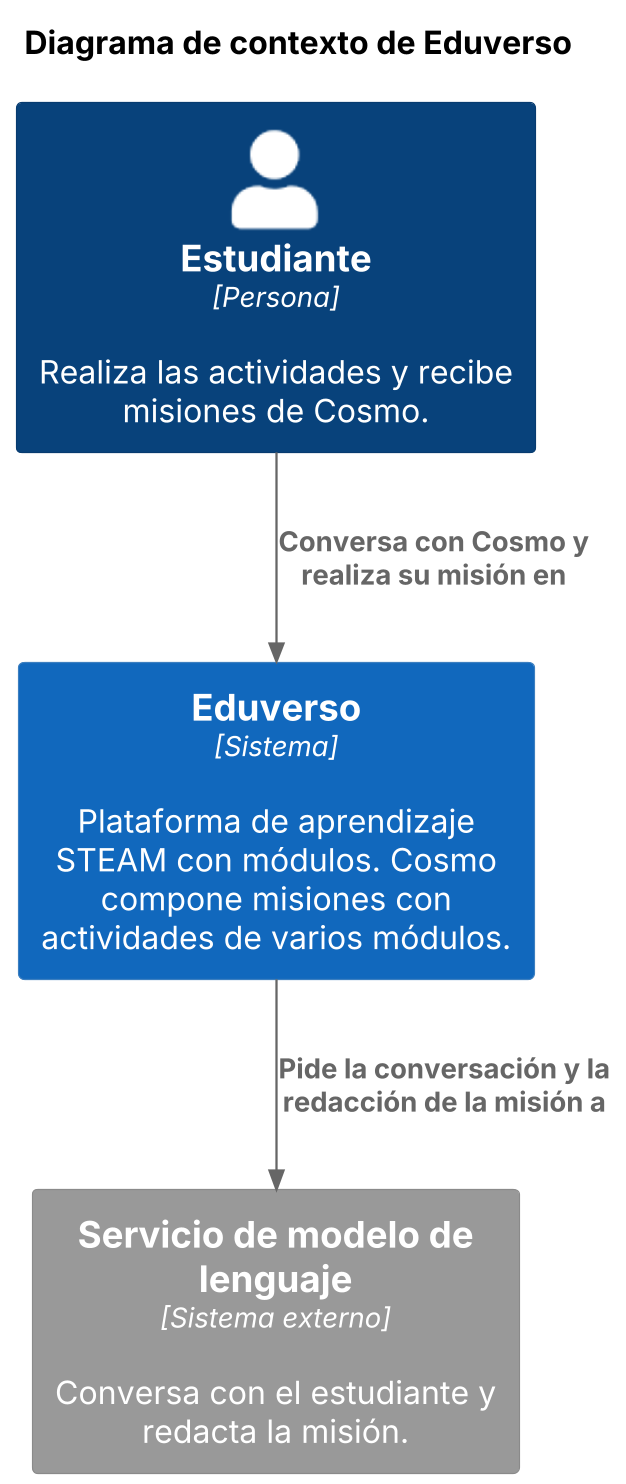 Diagrama de contexto de Eduverso
Estudiante
[Persona]
Realiza las actividades y recibe
misiones de Cosmo.
Conversa con Cosmo y
realiza su misión en
Eduverso
[Sistema]
Plataforma de aprendizaje
STEAM con módulos. Cosmo
compone misiones con
actividades de varios módulos.
Pide la conversación y la
redacción de la misión a
Servicio de modelo de
lenguaje
[Sistema externo]
Conversa con el estudiante y
redacta la misión.